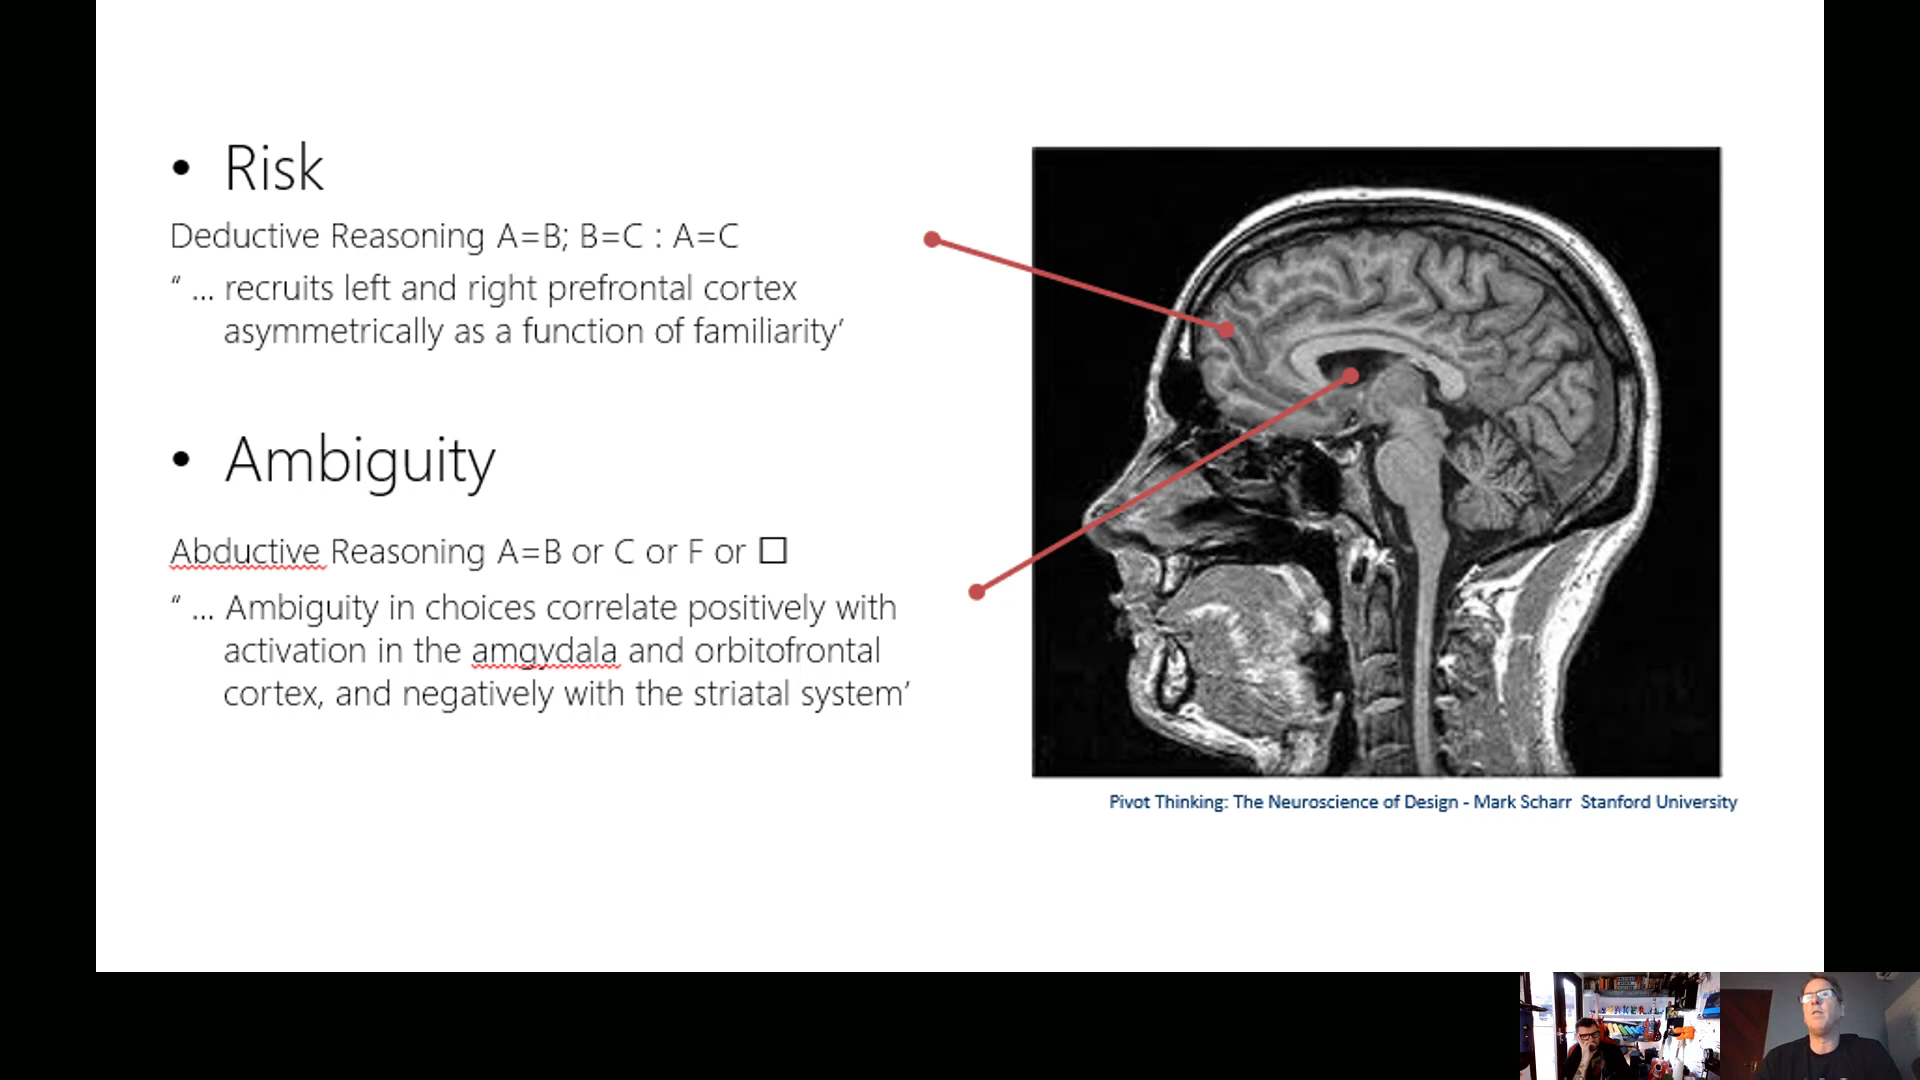 • Risk
Deductive Reasoning A=B; B=C : A=C
“ … recruits left and right prefrontal cortex
asymmetrically as a function of familiarity’
• Ambiguity
Abductive Reasoning A=B or C or F or □
“ … Ambiguity in choices correlate positively with
activation in the amgydala and orbitofrontal
cortex, and negatively with the striatal system’
Pivot Thinking: The Neuroscience of Design - Mark Scharr Stanford University